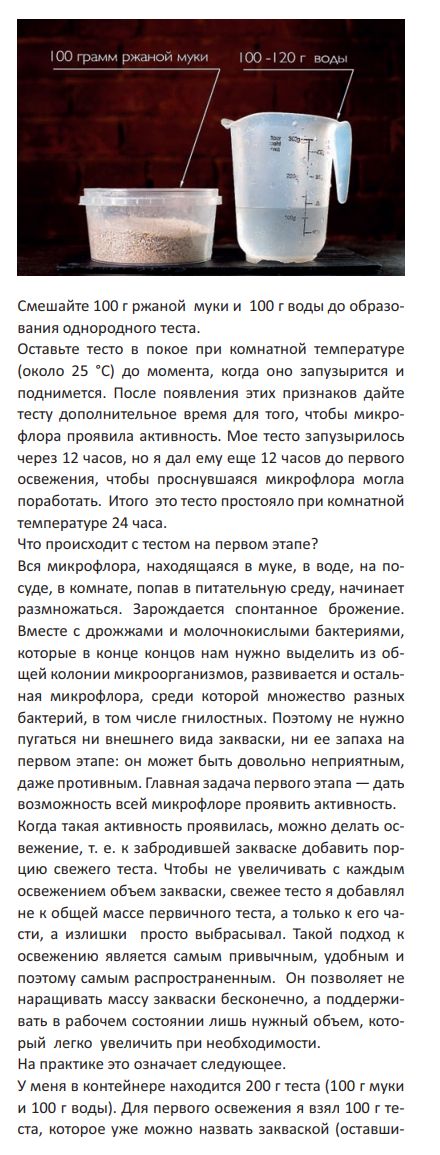 100 грамм ржаной муки
100 -120 г воды
300g
200g
100g
Смешайте 100 г ржаной муки и 100 г воды до образо-
вания однородного теста.
Оставьте тесто в покое при комнатной температуре
(около 25 °С) до момента, когда оно запузырится и
поднимется. После появления этих признаков дайте
тесту дополнительное время для того, чтобы микро-
флора проявила активность. Мое тесто запузырилось
через 12 часов, но я дал ему еще 12 часов до первого
освежения, чтобы проснувшаяся микрофлора могла
поработать. Итого это тесто простояло при комнатной
температуре 24 часа.
Что происходит с тестом на первом этапе?
Вся микрофлора, находящаяся в муке, в воде, на по-
суде, в комнате, попав в питательную среду, начинает
размножаться. Зарождается спонтанное брожение.
Вместе с дрожжами и молочнокислыми бактериями,
которые в конце концов нам нужно выделить из об-
щей колонии микроорганизмов, развивается и осталь-
ная микрофлора, среди которой множество разных
бактерий, в том числе гнилостных. Поэтому не нужно
пугаться ни внешнего вида закваски, ни ее запаха на
первом этапе: он может быть довольно неприятным,
даже противным. Главная задача первого этапа — дать
возможность всей микрофлоре проявить активность.
Когда такая активность проявилась, можно делать ос-
вежение, т. е. к забродившей закваске добавить пор-
цию свежего теста. Чтобы не увеличивать с каждым
освежением объем закваски, свежее тесто я добавлял
не к общей массе первичного теста, а только к его ча-
сти, а излишки просто выбрасывал. Такой подход к
освежению является самым привычным, удобным и
поэтому самым распространенным. Он позволяет не
наращивать массу закваски бесконечно, а поддержи-
вать в рабочем состоянии лишь нужный объем, кото-
рый легко увеличить при необходимости.
На практике это означает следующее.
У меня в контейнере находится 200 г теста (100 г муки
и 100 г воды). Для первого освежения я взял 100 г те-
ста, которое уже можно назвать закваской (оставши-